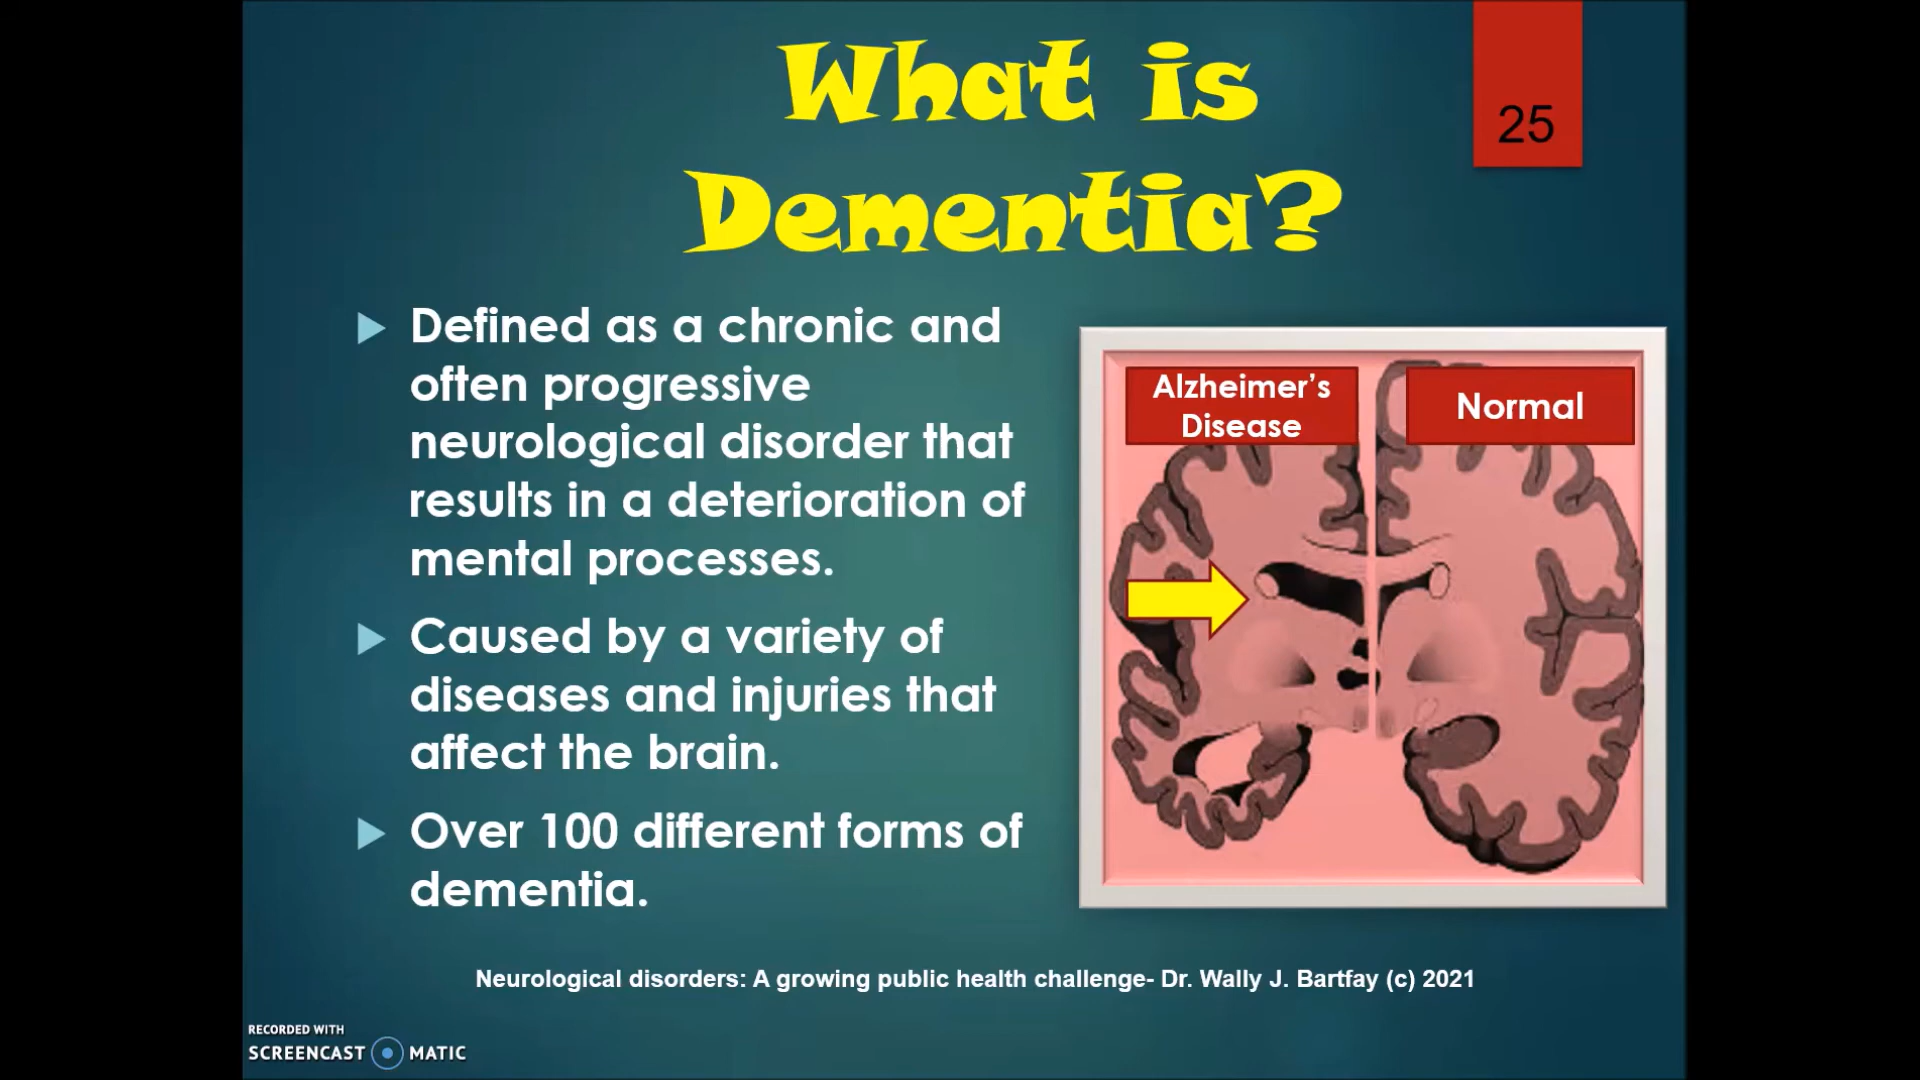 What is
Dementia?
25
Defined as a chronic and
often progressive
neurological disorder that
results in a deterioration of
mental processes.
Caused by a variety of
diseases and injuries that
affect the brain.
Over 100 different forms of
dementia.
Alzheimer's
Disease
Normal
Neurological disorders: A growing public health challenge- Dr. Wally J. Bartfay (c) 2021
RECORDED WITH
SCREENCAST MATIC